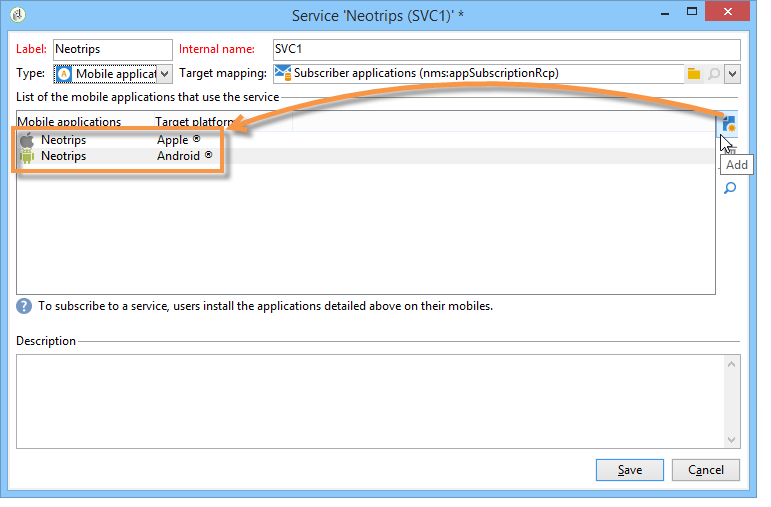 Service 'Neotrips (SVC1)' *
Label: Neotrips Internal name: SVC1
Type: Mobile applicat Target mapping: Subscriber applications (nms:appSubscriptionRcp)
List of the mobile applications that use the service
Mobile applications Target platform
Neotrips Apple ®
Neotrips Android ®
Add
To subscribe to a service, users install the applications detailed above on their mobiles.
Description
Save Cancel